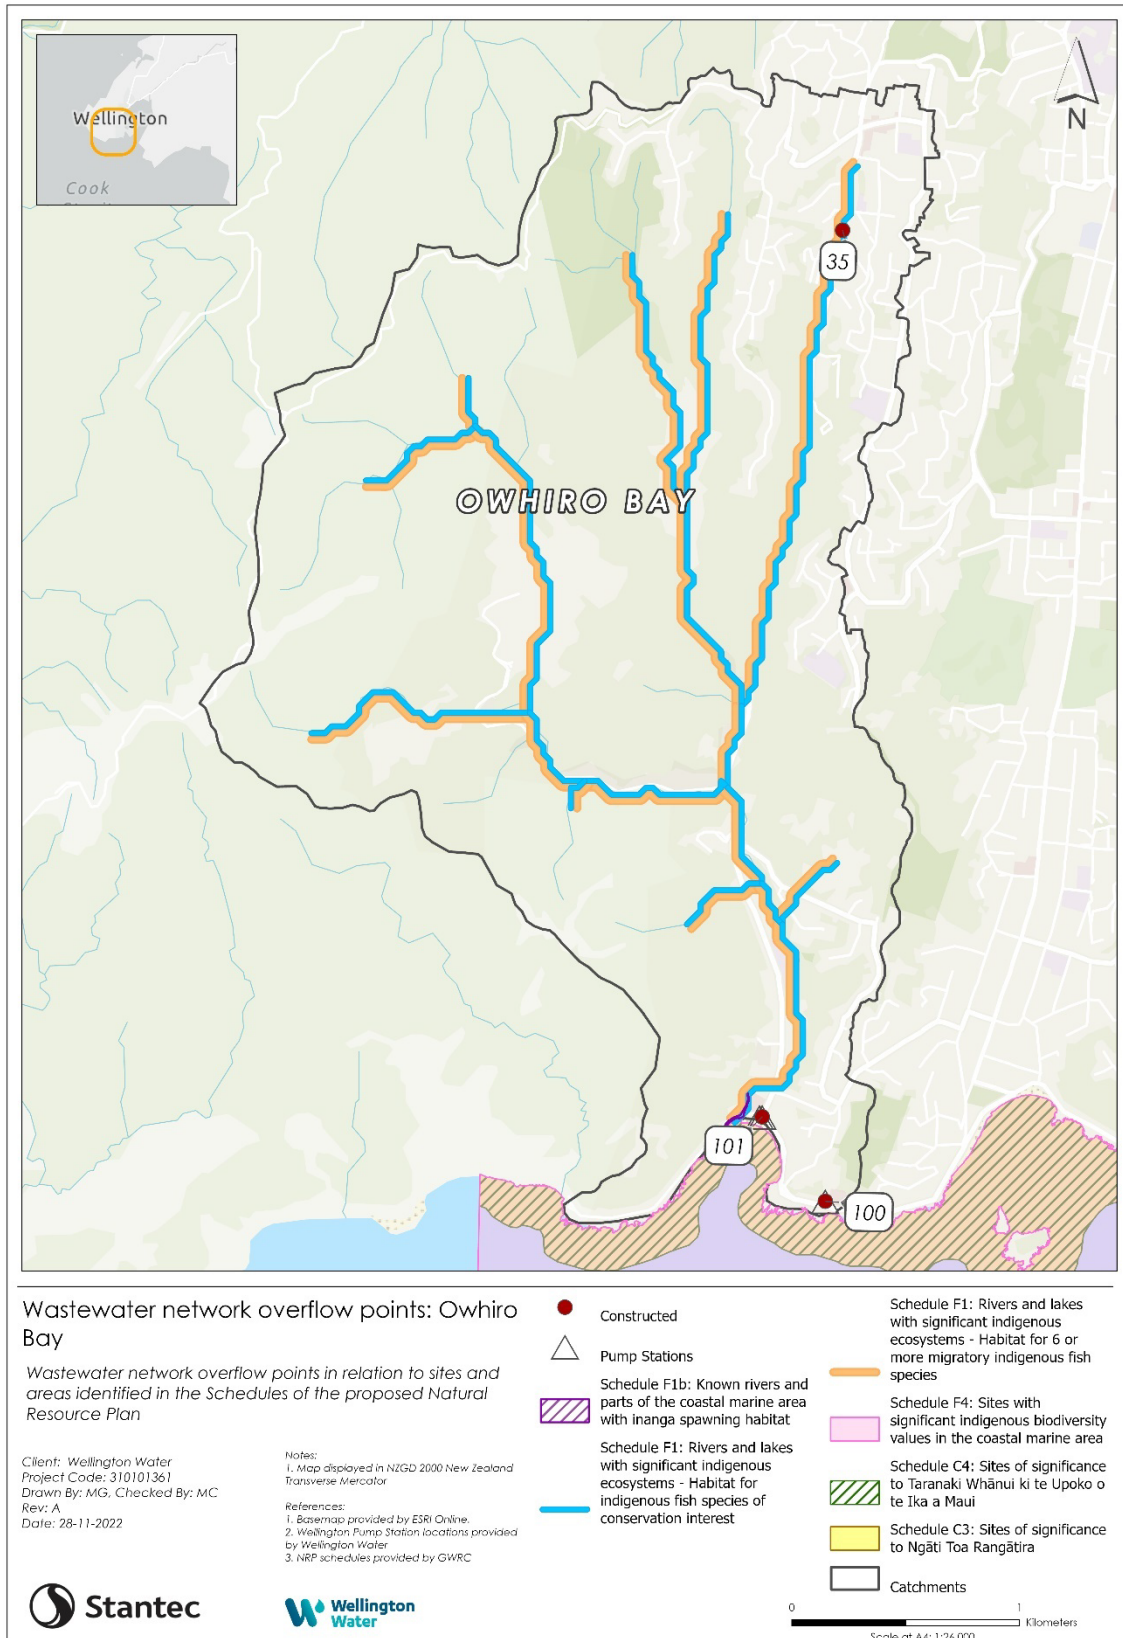 Wellington
Cook
N
35
OWHIRO BAY
101
100
Wastewater network overflow points: Owhiro
Bay
Wastewater network overflow points in relation to sites and
areas identified in the Schedules of the proposed Natural
Resource Plan
Client: Wellington Water
Project Code: 310101361
Drawn By: MG, Checked By: MC
Rev: A
Date: 28-11-2022
Notes:
1. Map displayed in NZGD 2000 New Zealand
Transverse Mercator
References:
1. Basemap provided by ESRI Online.
2. Wellington Pump Station locations provided
by Wellington Water
3. NRP schedules provided by GWRC
Stantec
Wellington
Water
Constructed
Pump Stations
Schedule F1b: Known rivers and
parts of the coastal marine area
with inanga spawning habitat
Schedule F1: Rivers and lakes
with significant indigenous
ecosystems - Habitat for
indigenous fish species of
conservation interest
Schedule F1: Rivers and lakes
with significant indigenous
ecosystems - Habitat for 6 or
more migratory indigenous fish
species
Schedule F4: Sites with
significant indigenous biodiversity
values in the coastal marine area
Schedule C4: Sites of significance
to Taranaki Whānui ki te Upoko o
te Ika a Maui
Schedule C3: Sites of significance
to Ngāti Toa Rangātira
Catchments
0 1
Kilometers
Scale at A4: 1:26,000